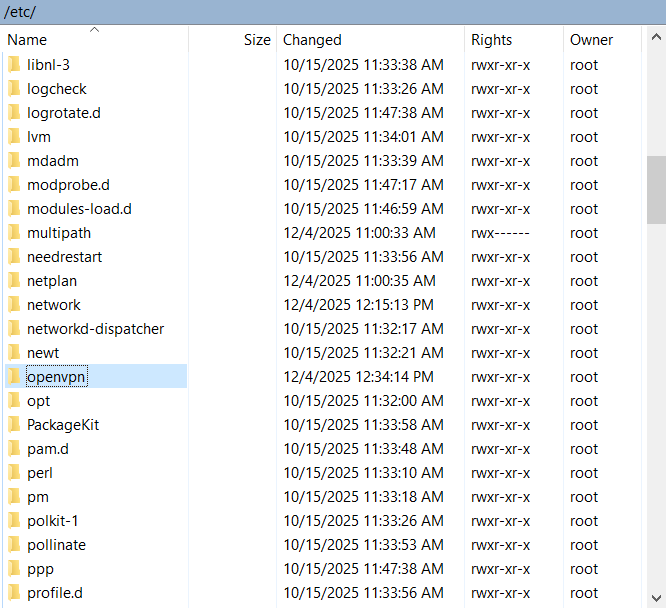 /etc/
Name Size Changed Rights Owner
libnl-3 10/15/2025 11:33:38 AM rwxr-xr-x root
logcheck 10/15/2025 11:33:26 AM rwxr-xr-x root
logrotate.d 10/15/2025 11:47:38 AM rwxr-xr-x root
lvm 10/15/2025 11:34:01 AM rwxr-xr-x root
mdadm 10/15/2025 11:33:39 AM rwxr-xr-x root
modprobe.d 10/15/2025 11:47:17 AM rwxr-xr-x root
modules-load.d 10/15/2025 11:46:59 AM rwxr-xr-x root
multipath 12/4/2025 11:00:33 AM rwx------ root
needrestart 10/15/2025 11:33:56 AM rwxr-xr-x root
netplan 12/4/2025 11:00:35 AM rwxr-xr-x root
network 12/4/2025 12:15:13 PM rwxr-xr-x root
networkd-dispatcher 10/15/2025 11:32:17 AM rwxr-xr-x root
newt 10/15/2025 11:32:21 AM rwxr-xr-x root
openvpn 12/4/2025 12:34:14 PM rwxr-xr-x root
opt 10/15/2025 11:32:00 AM rwxr-xr-x root
PackageKit 10/15/2025 11:33:58 AM rwxr-xr-x root
pam.d 10/15/2025 11:33:48 AM rwxr-xr-x root
perl 10/15/2025 11:33:10 AM rwxr-xr-x root
pm 10/15/2025 11:33:18 AM rwxr-xr-x root
polkit-1 10/15/2025 11:33:26 AM rwxr-xr-x root
pollinate 10/15/2025 11:33:53 AM rwxr-xr-x root
ppp 10/15/2025 11:47:38 AM rwxr-xr-x root
profile.d 10/15/2025 11:33:56 AM rwxr-xr-x root